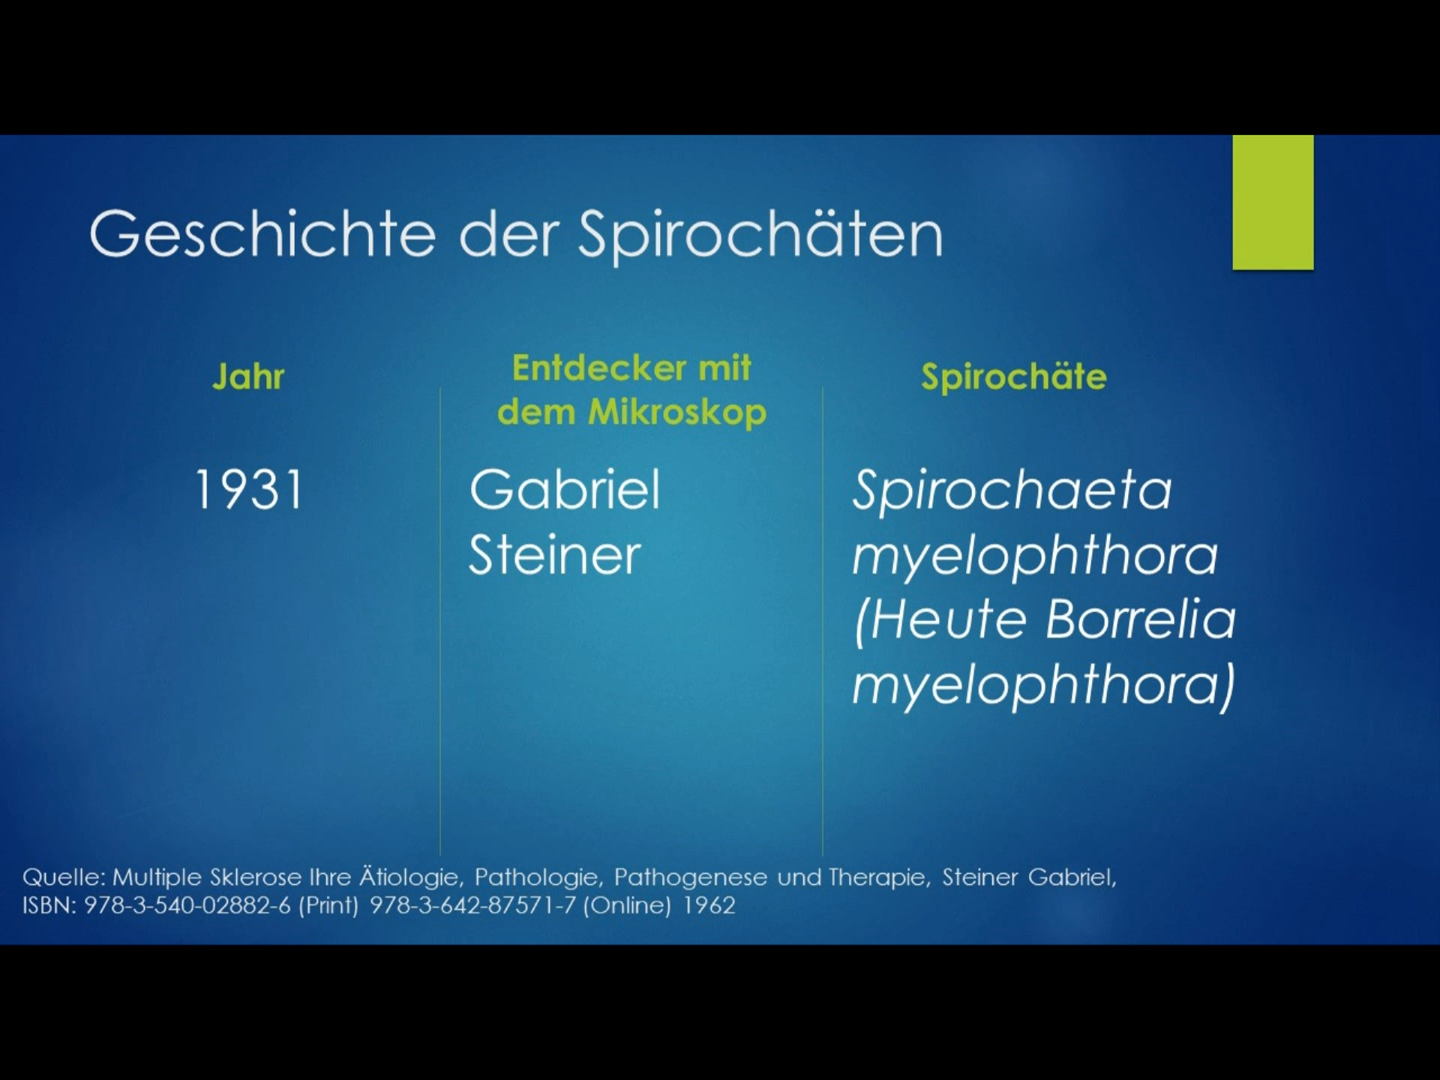 Geschichte der Spirochäten
Jahr
Entdecker mit
dem Mikroskop
Spirochäte
1931
Gabriel
Steiner
Spirochaeta
myelophthora
(Heute Borrelia
myelophthora)
Quelle: Multiple Sklerose Ihre Ätiologie, Pathologie, Pathogenese und Therapie, Steiner Gabriel,
ISBN: 978-3-540-02882-6 (Print) 978-3-642-87571-7 (Online) 1962